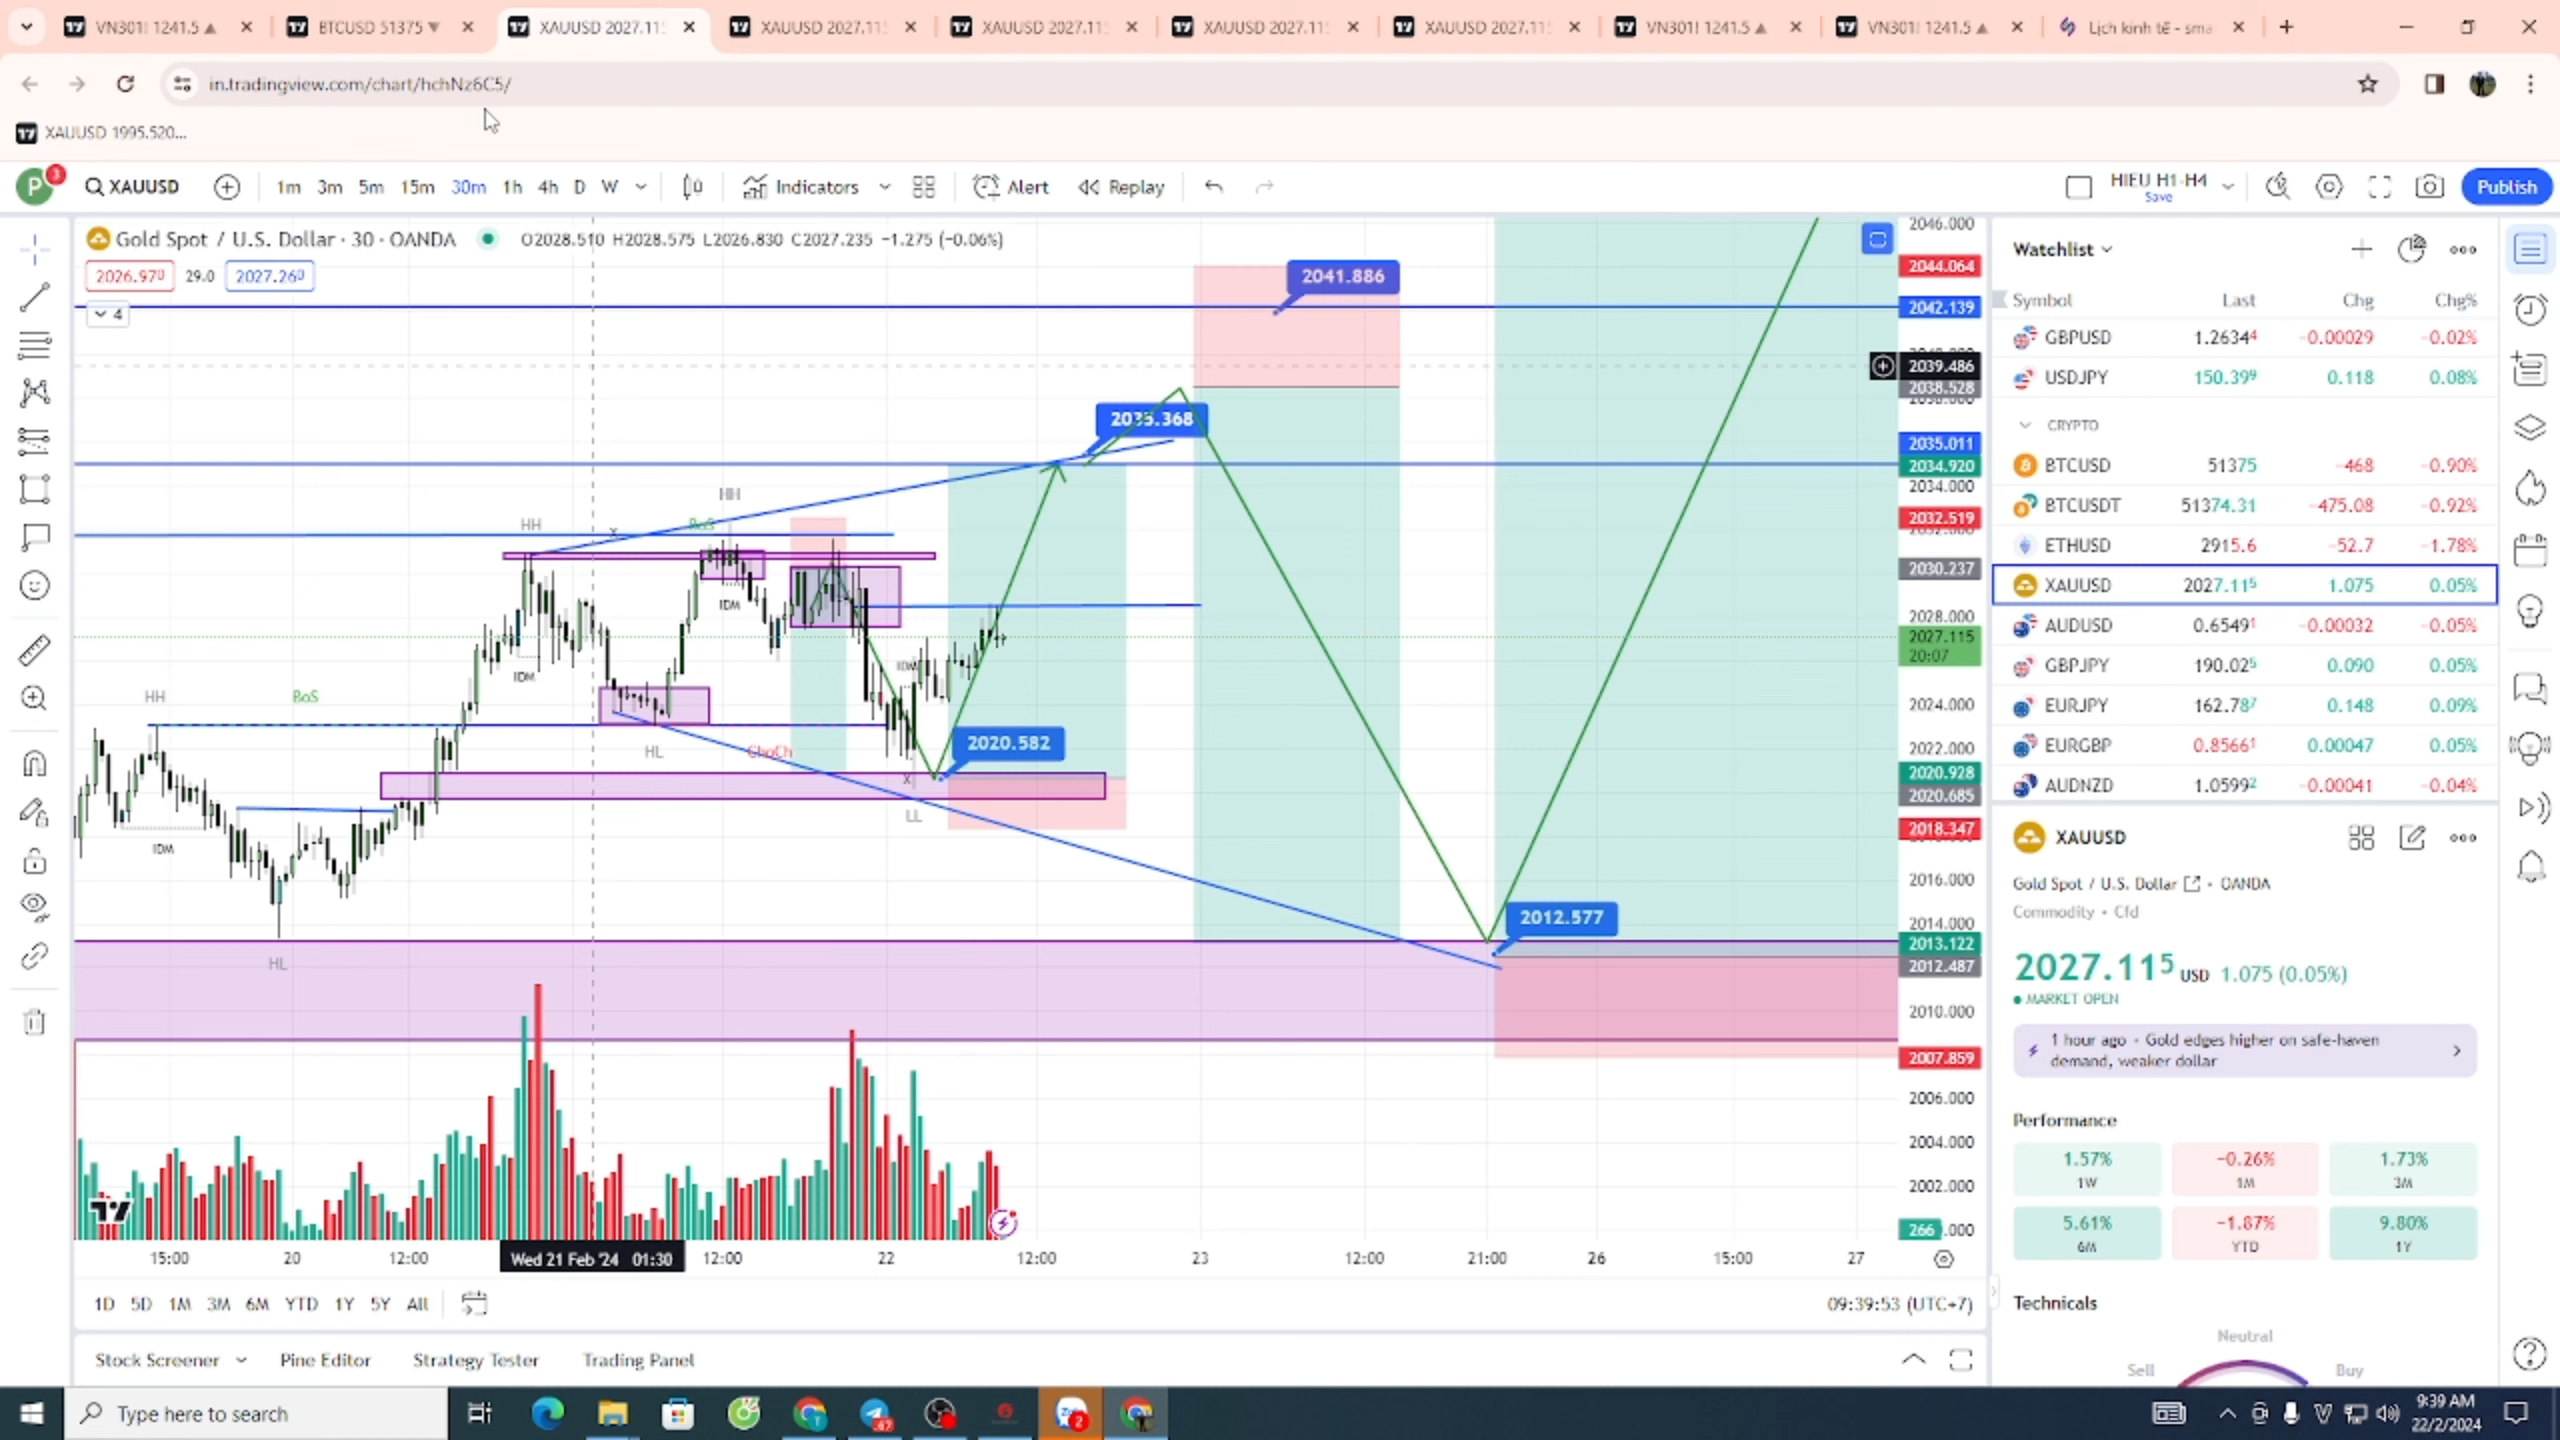 VN301! 1241.5 ▲
BTCUSD 51375 ▼
XAUUSD 2027.115
XAUUSD 2027.115
XAUUSD 2027.115
XAUUSD 2027.115
XAUUSD 2027.115
VN301! 1241.5 ▲
VN301! 1241.5 ▲
Lịch kinh tế - sma
in.tradingview.com/chart/hchNz6C5/
XAUUSD 1995.520...
P 3
XAUUSD
1m 3m 5m 15m 30m 1h 4h D W
Indicators
Alert
Replay
HIEU H1-H4
Save
Publish
Gold Spot / U.S. Dollar · 30 · OANDA
O2028.510 H2028.575 L2026.830 C2027.235 −1.275 (−0.06%)
2026.970 29.0 2027.260
4
2041.886
2035.368
HH
HH
BoS
X
IDM
IDM
IDM
HH
BoS
HL
ChoCh
2020.582
X
LL
IDM
2012.577
HL
2046.000
2044.064
2042.139
2039.486
2038.528
2035.011
2034.920
2034.000
2032.519
2030.237
2028.000
2027.115
20:07
2024.000
2022.000
2020.928
2020.685
2018.347
2016.000
2014.000
2013.122
2012.487
2010.000
2007.859
2006.000
2004.000
2002.000
266 .000
15:00 20 12:00 Wed 21 Feb '24 01:30 12:00 22 12:00 23 12:00 21:00 26 15:00 27
1D 5D 1M 3M 6M YTD 1Y 5Y All
09:39:53 (UTC+7)
Stock Screener Pine Editor Strategy Tester Trading Panel
Watchlist
Symbol Last Chg Chg%
GBPUSD 1.26344 −0.00029 −0.02%
USDJPY 150.399 0.118 0.08%
CRYPTO
BTCUSD 51375 −468 −0.90%
BTCUSDT 51374.31 −475.08 −0.92%
ETHUSD 2915.6 −52.7 −1.78%
XAUUSD 2027.115 1.075 0.05%
AUDUSD 0.65491 −0.00032 −0.05%
GBPJPY 190.025 0.090 0.05%
EURJPY 162.787 0.148 0.09%
EURGBP 0.85661 0.00047 0.05%
AUDNZD 1.05992 −0.00041 −0.04%
XAUUSD
Gold Spot / U.S. Dollar • OANDA
Commodity • Cfd
2027.115 USD 1.075 (0.05%)
MARKET OPEN
1 hour ago • Gold edges higher on safe-haven
demand, weaker dollar
Performance
1.57% −0.26% 1.73%
1W 1M 3M
5.61% −1.87% 9.80%
6M YTD 1Y
Technicals
Neutral
Sell Buy
Type here to search
Zalo
2
9:39 AM
22/2/2024